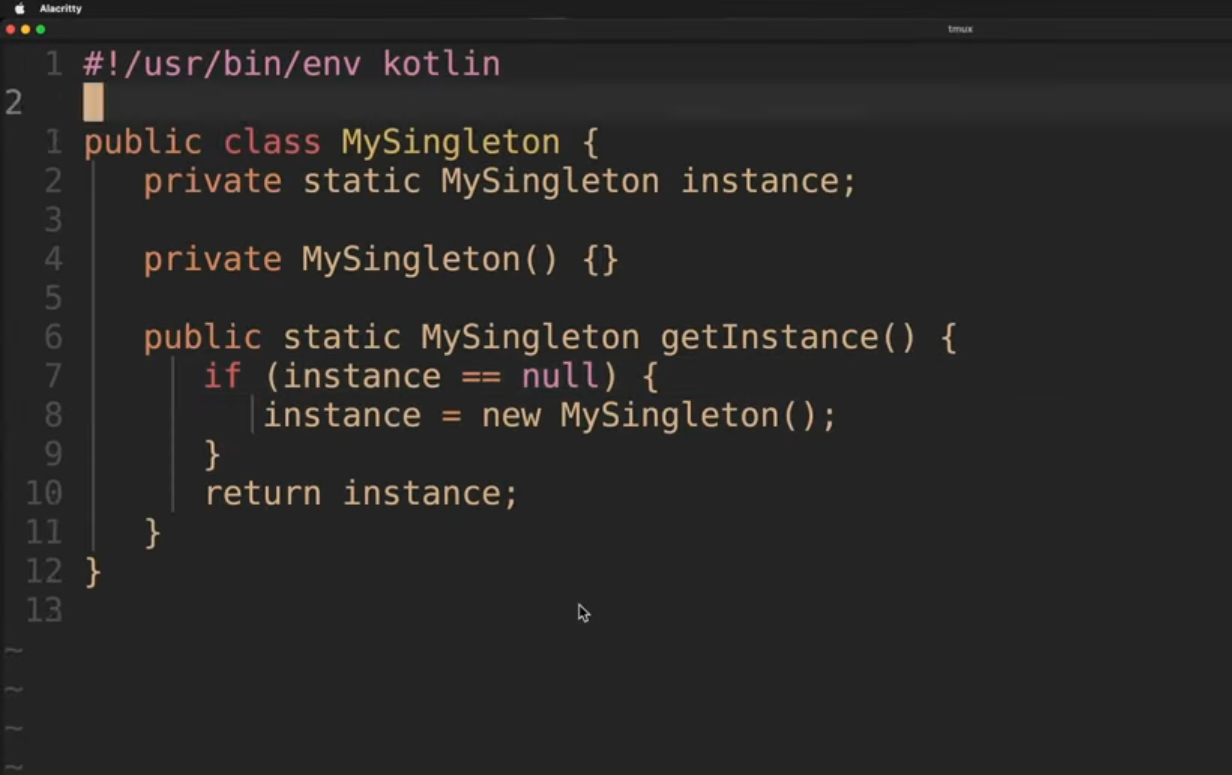 Alacritty
tmux
1 #!/usr/bin/env kotlin
2
1 public class MySingleton {
2 private static MySingleton instance;
3
4 private MySingleton() {}
5
6 public static MySingleton getInstance() {
7 if (instance == null) {
8 instance = new MySingleton();
9 }
10 return instance;
11 }
12 }
13
~
~
~
~